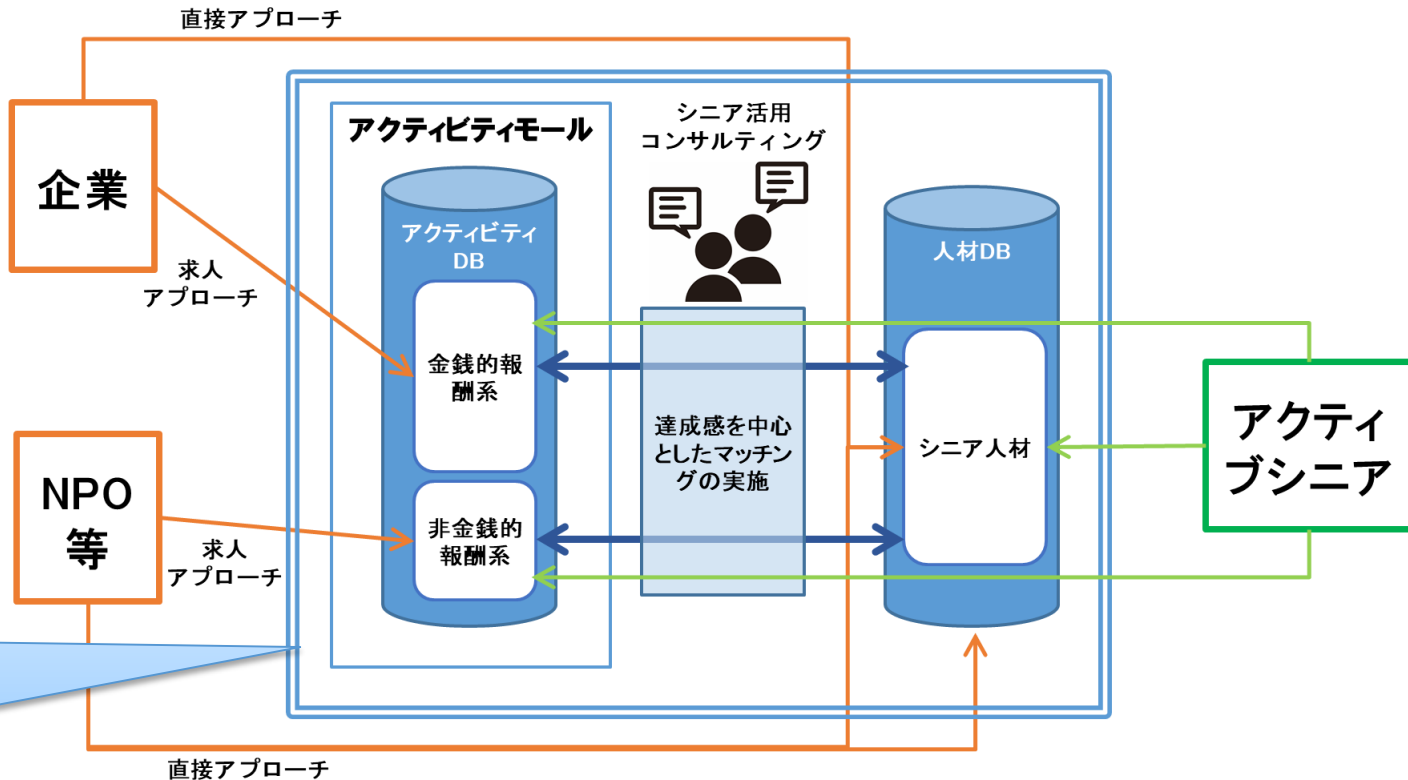 直接アプローチ
企業
求人
アプローチ
NPO
等
求人
アプローチ
直接アプローチ
アクティビティモール
アクティビティ
DB
金銭的報
酬系
非金銭的
報酬系
シニア活用
コンサルティング
達成感を中心
としたマッチン
グの実施
人材DB
シニア人材
アクティ
ブシニア